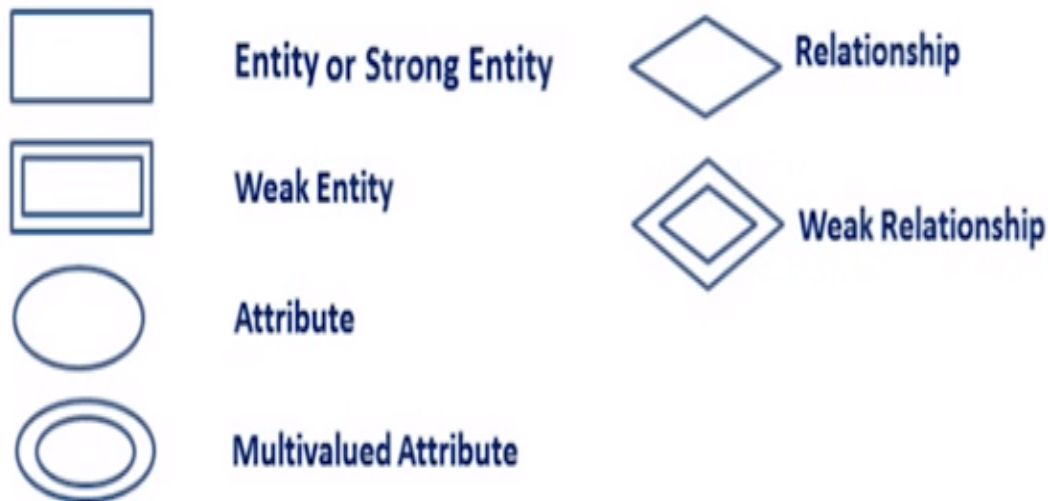 Entity or Strong Entity
Relationship
Weak Entity
Weak Relationship
Attribute
Multivalued Attribute